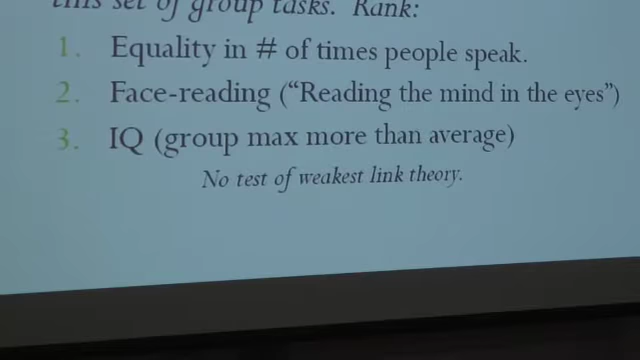 this set of group tasks. Rank:
1. Equality in # of times people speak.
2. Face-reading ("Reading the mind in the eyes")
3. IQ (group max more than average)
No test of weakest link theory.